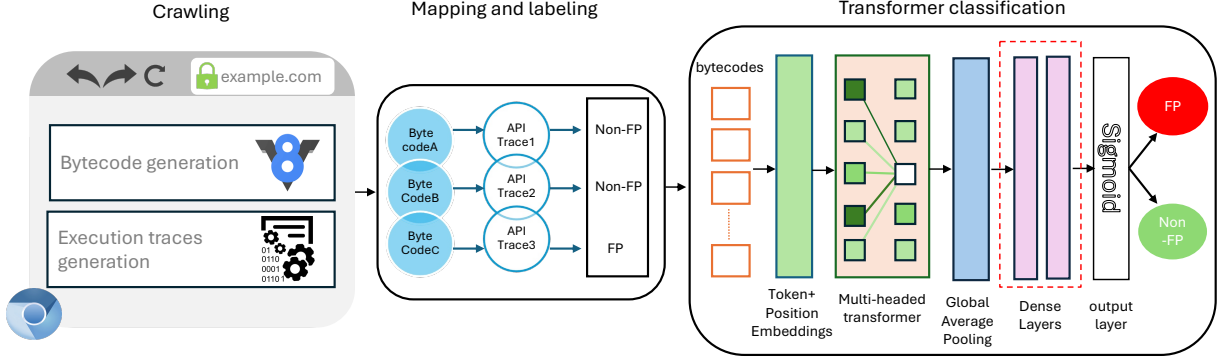 Crawling
example.com
Bytecode generation
8
Execution traces
generation
01
0110
0001
01101
Mapping and labeling
Byte
codeA
API
Trace1
Non-FP
Byte
CodeB
API
Trace2
Non-FP
Byte
CodeC
API
Trace3
FP
Transformer classification
bytecodes
Token+
Position
Embeddings
Multi-headed
transformer
Global
Average
Pooling
Dense
Layers
Sigmoid
output
layer
FP
Non
-FP